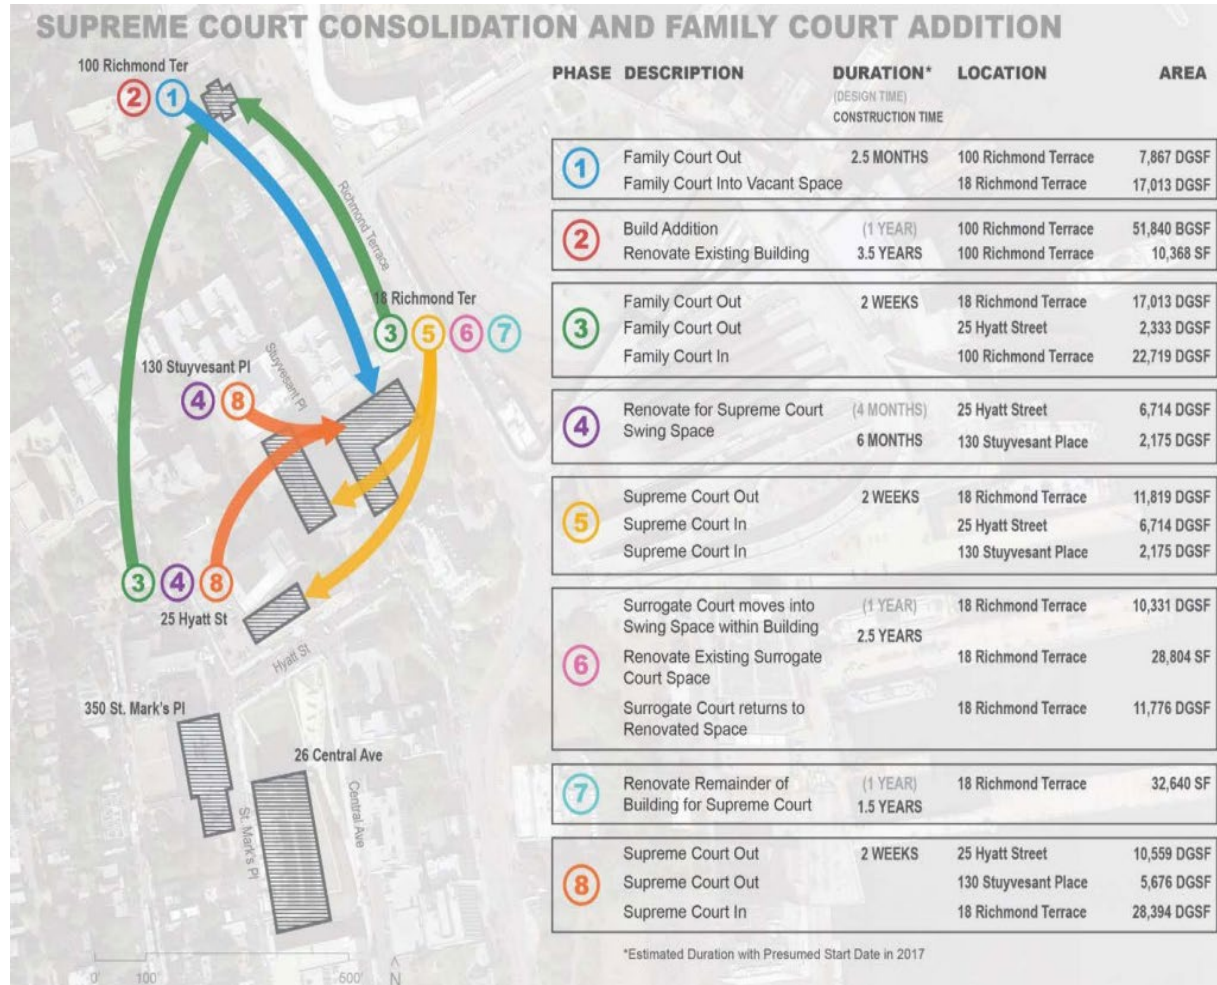 SUPREME COURT CONSOLIDATION AND FAMILY COURT ADDITION
100 Richmond Ter
2 1
Richmond Terrace
18 Richmond Ter
3 5 6 7
Stuyvesant Pl
130 Stuyvesant Pl
4 8
3 4 8
25 Hyatt St
Hyatt St
350 St. Mark's Pl
26 Central Ave
St. Mark's Pl
Central Ave
0' 100' 600' N
PHASE DESCRIPTION DURATION* LOCATION AREA
(DESIGN TIME)
CONSTRUCTION TIME
1
Family Court Out 2.5 MONTHS 100 Richmond Terrace 7,867 DGSF
Family Court Into Vacant Space 18 Richmond Terrace 17,013 DGSF
2
Build Addition (1 YEAR) 100 Richmond Terrace 51,840 BGSF
Renovate Existing Building 3.5 YEARS 100 Richmond Terrace 10,368 SF
3
Family Court Out 2 WEEKS 18 Richmond Terrace 17,013 DGSF
Family Court Out 25 Hyatt Street 2,333 DGSF
Family Court In 100 Richmond Terrace 22,719 DGSF
4
Renovate for Supreme Court (4 MONTHS) 25 Hyatt Street 6,714 DGSF
Swing Space 6 MONTHS 130 Stuyvesant Place 2,175 DGSF
5
Supreme Court Out 2 WEEKS 18 Richmond Terrace 11,819 DGSF
Supreme Court In 25 Hyatt Street 6,714 DGSF
Supreme Court In 130 Stuyvesant Place 2,175 DGSF
6
Surrogate Court moves into (1 YEAR) 18 Richmond Terrace 10,331 DGSF
Swing Space within Building 2.5 YEARS
Renovate Existing Surrogate 18 Richmond Terrace 28,804 SF
Court Space
Surrogate Court returns to 18 Richmond Terrace 11,776 DGSF
Renovated Space
7
Renovate Remainder of (1 YEAR) 18 Richmond Terrace 32,640 SF
Building for Supreme Court 1.5 YEARS
8
Supreme Court Out 2 WEEKS 25 Hyatt Street 10,559 DGSF
Supreme Court Out 130 Stuyvesant Place 5,676 DGSF
Supreme Court In 18 Richmond Terrace 28,394 DGSF
*Estimated Duration with Presumed Start Date in 2017